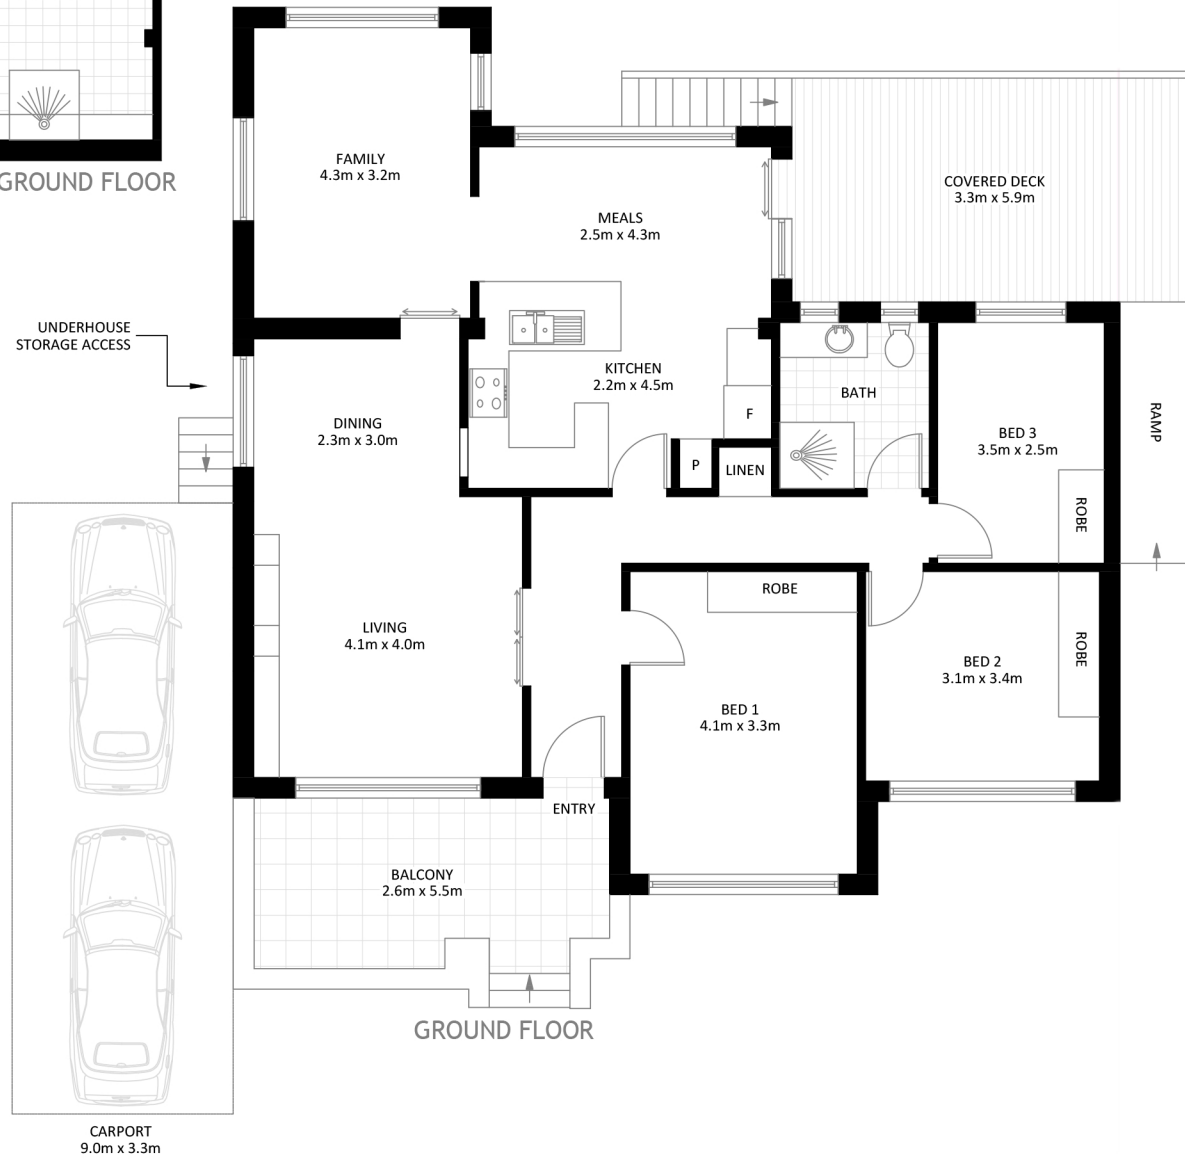 GROUND FLOOR
FAMILY
4.3m x 3.2m
COVERED DECK
3.3m x 5.9m
MEALS
2.5m x 4.3m
UNDERHOUSE
STORAGE ACCESS
KITCHEN
2.2m x 4.5m
BATH
F
DINING
2.3m x 3.0m
BED 3
3.5m x 2.5m
RAMP
P
LINEN
ROBE
ROBE
LIVING
4.1m x 4.0m
ROBE
BED 2
3.1m x 3.4m
BED 1
4.1m x 3.3m
ENTRY
BALCONY
2.6m x 5.5m
GROUND FLOOR
CARPORT
9.0m x 3.3m